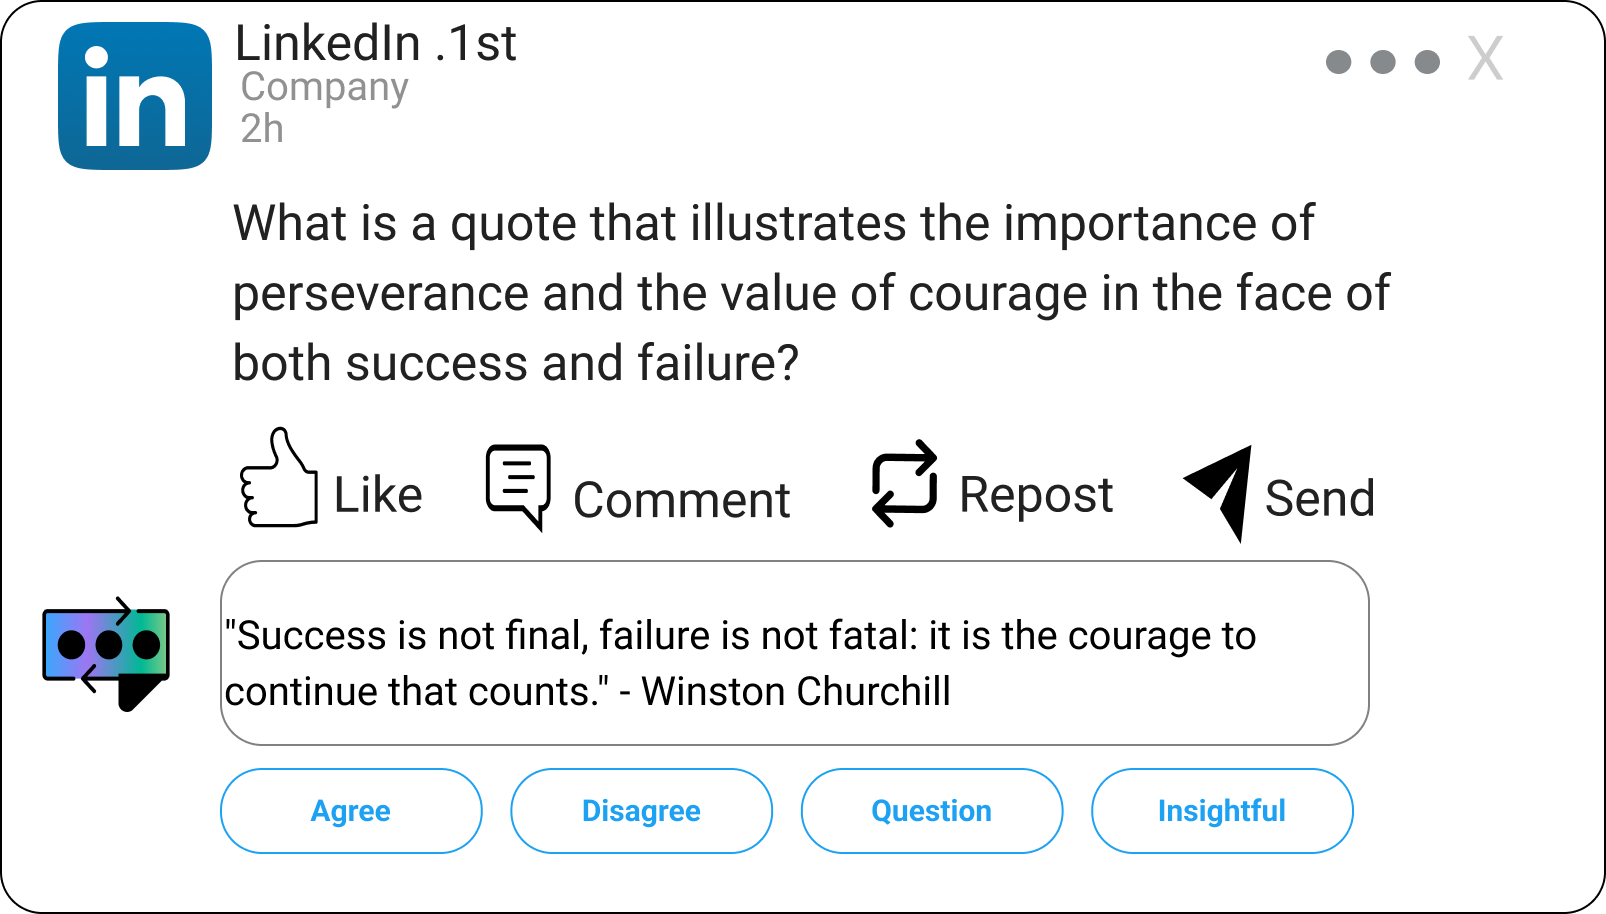 in
LinkedIn .1st
Company
2h
X
What is a quote that illustrates the importance of
perseverance and the value of courage in the face of
both success and failure?
Like
Comment
Repost
Send
"Success is not final, failure is not fatal: it is the courage to
continue that counts." - Winston Churchill
Agree
Disagree
Question
Insightful